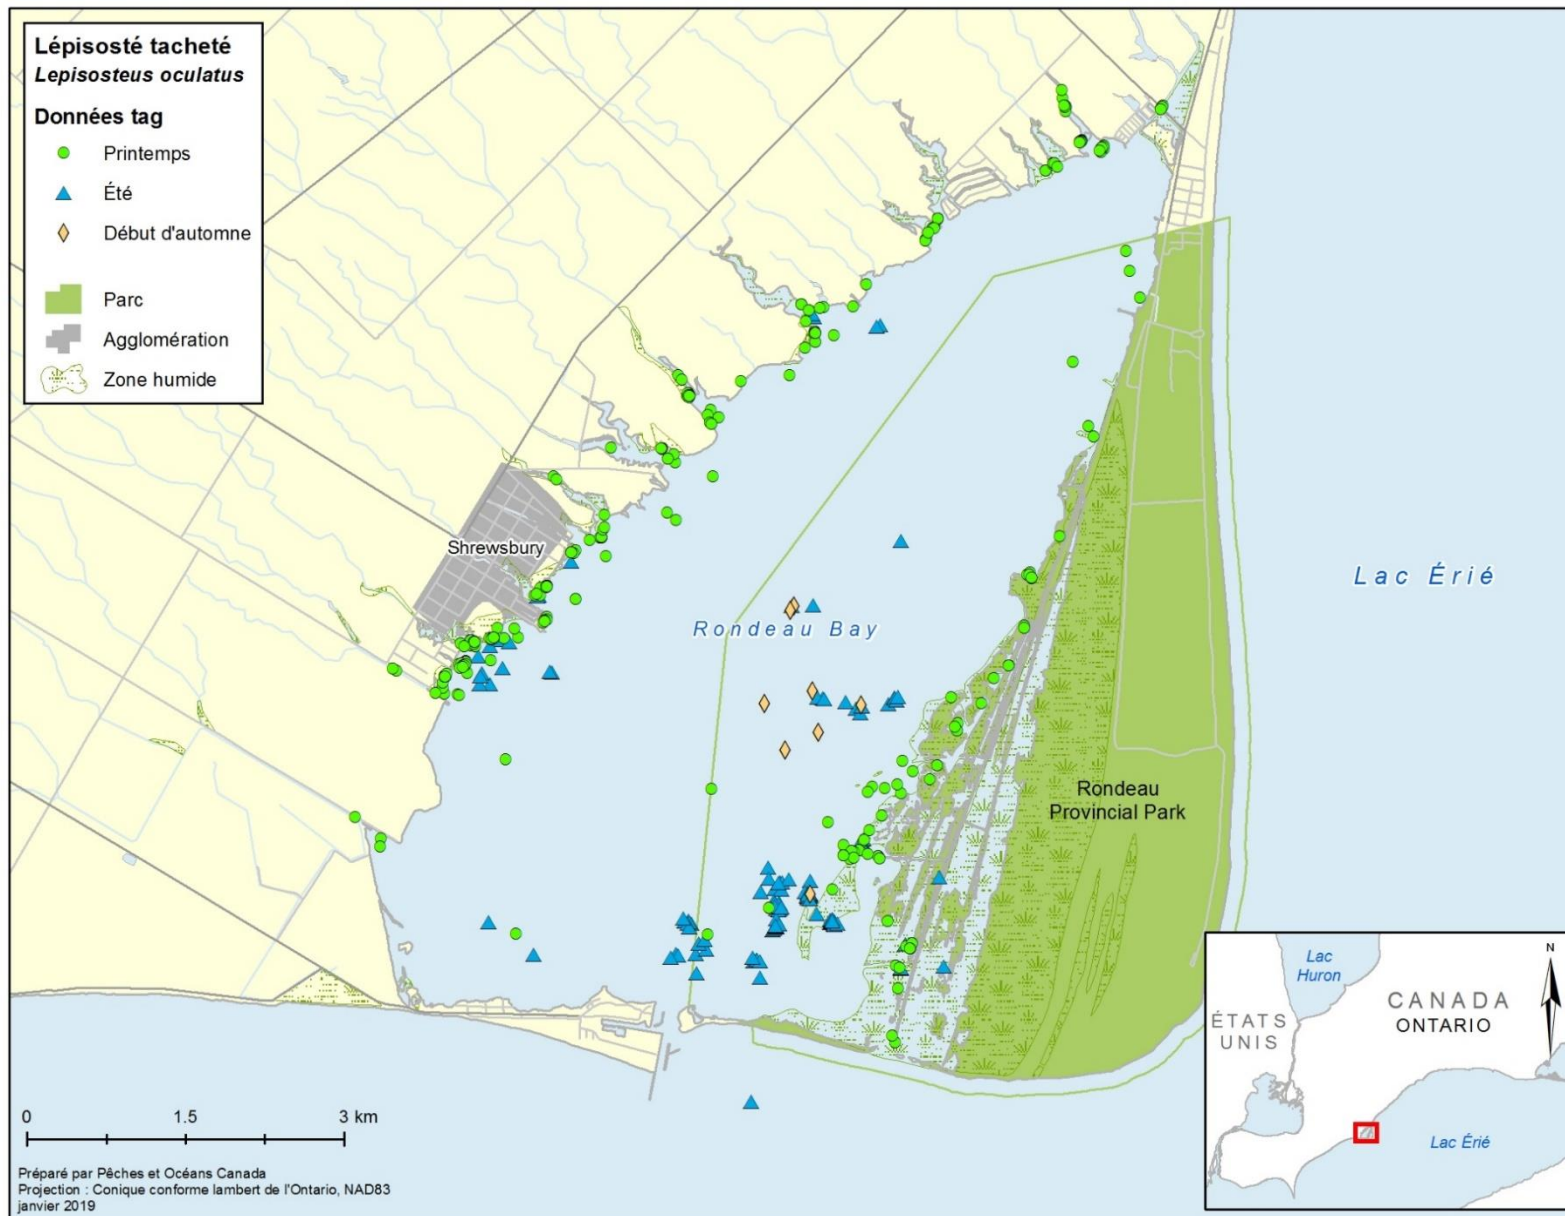 Lépisosté tacheté
Lepisosteus oculatus
Données tag
Printemps
Été
Début d'automne
Parc
Agglomération
Zone humide
Shrewsbury
Rondeau Bay
Lac Érié
Rondeau
Provincial Park
0 1.5 3 km
Préparé par Pêches et Océans Canada
Projection : Conique conforme lambert de l'Ontario, NAD83
janvier 2019
Lac
Huron
N
CANADA
ONTARIO
ÉTATS
UNIS
Lac Érié